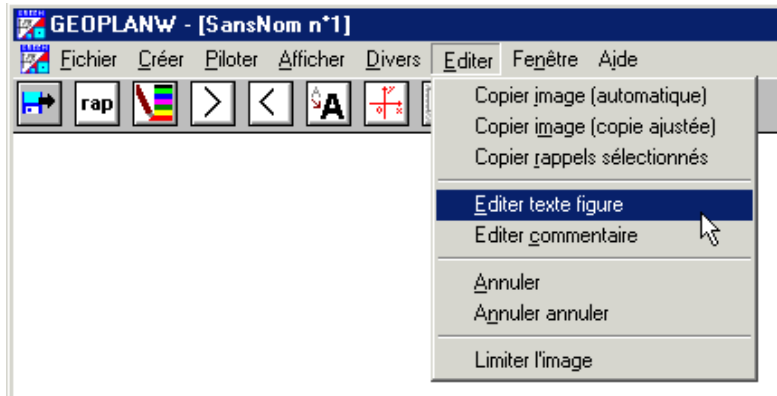 GEOPLANW - [SansNom n°1]
Fichier Créer Piloter Afficher Divers Editer Fenêtre Aide
rap > < A
Copier image (automatique)
Copier image (copie ajustée)
Copier rappels sélectionnés
Editer texte figure
Editer commentaire
Annuler
Annuler annuler
Limiter l'image